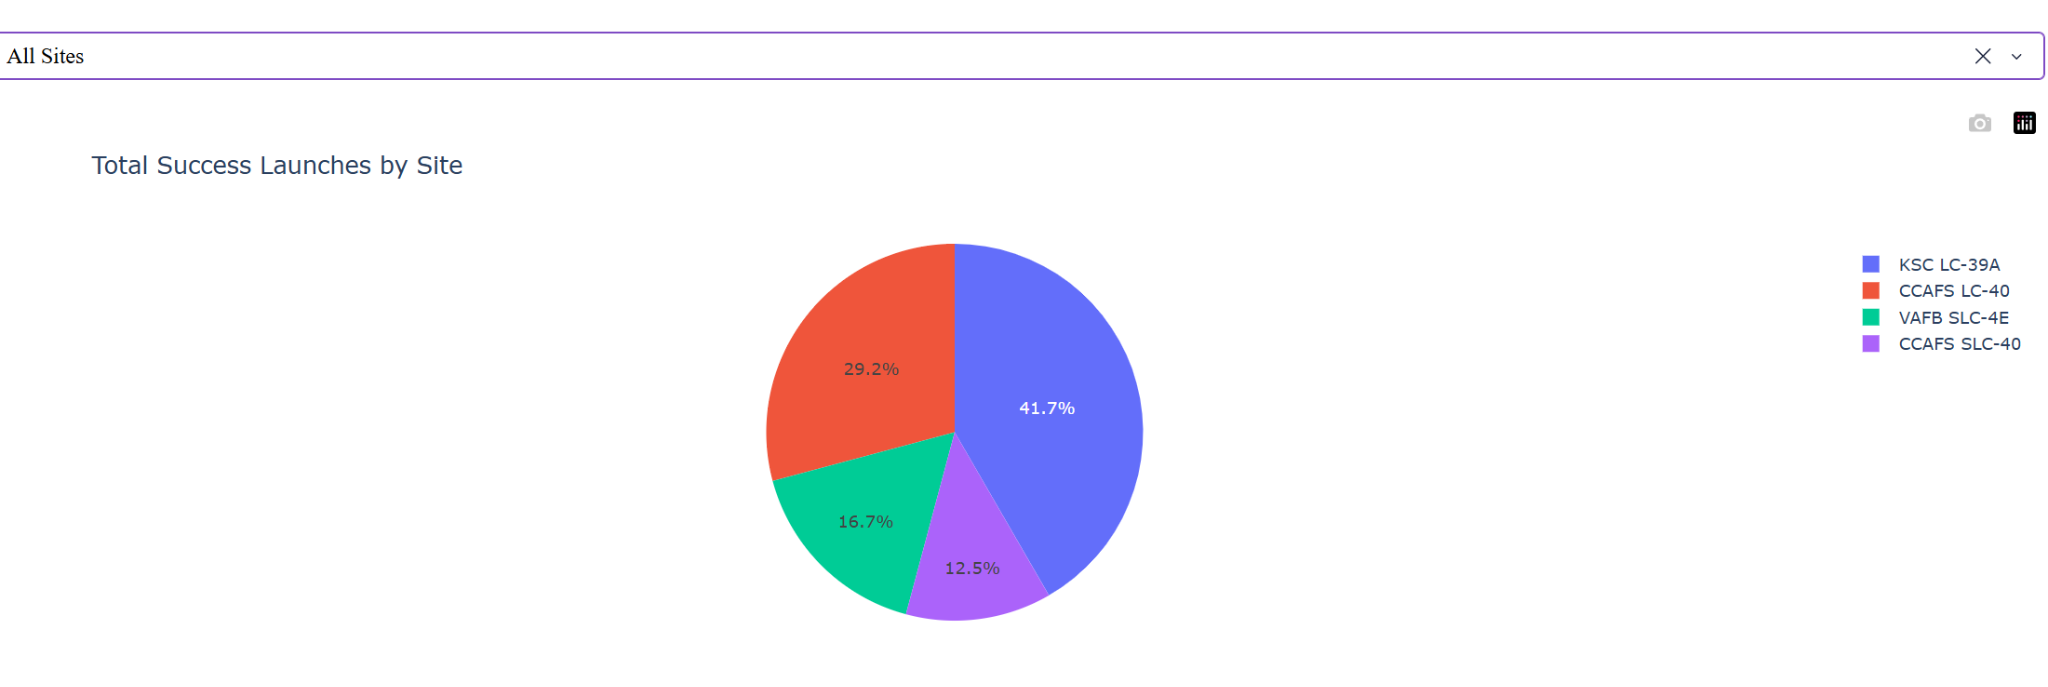 All Sites
Total Success Launches by Site
KSC LC-39A
CCAFS LC-40
VAFB SLC-4E
CCAFS SLC-40
29.2%
41.7%
16.7%
12.5%